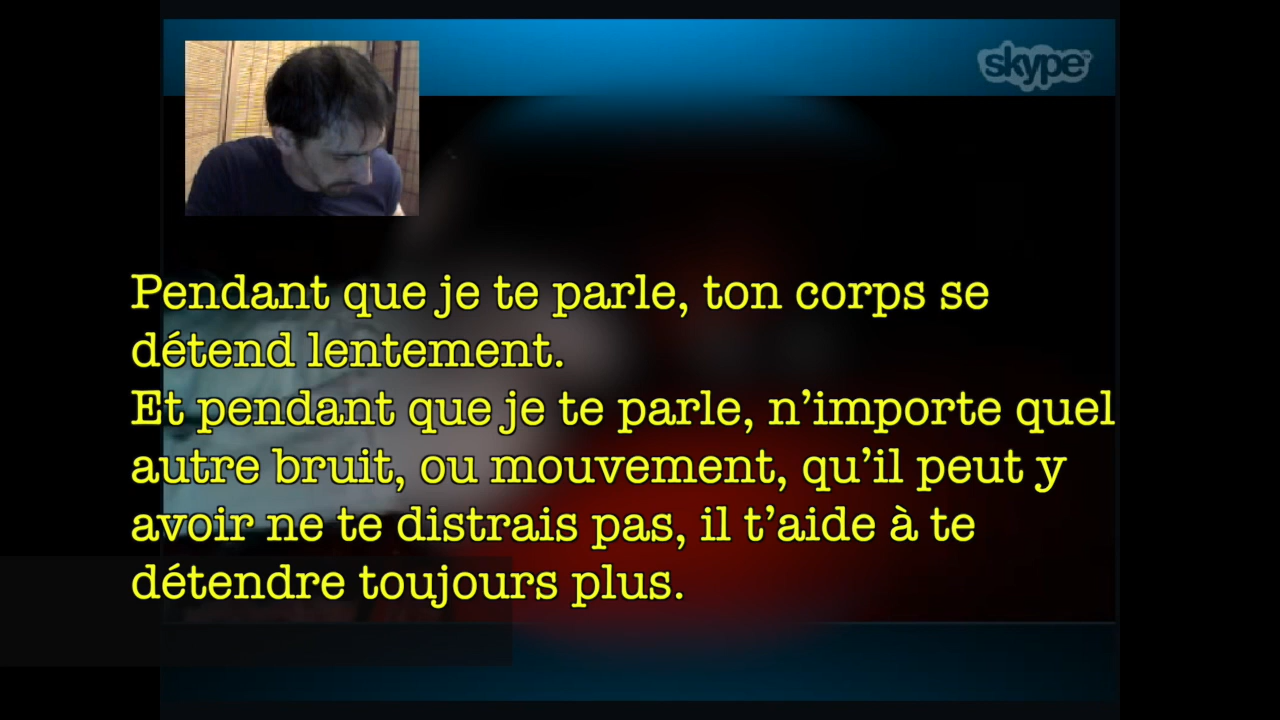 skype
Pendant que je te parle, ton corps se
détend lentement.
Et pendant que je te parle, n’importe quel
autre bruit, ou mouvement, qu’il peut y
avoir ne te distrais pas, il t’aide à te
détendre toujours plus.